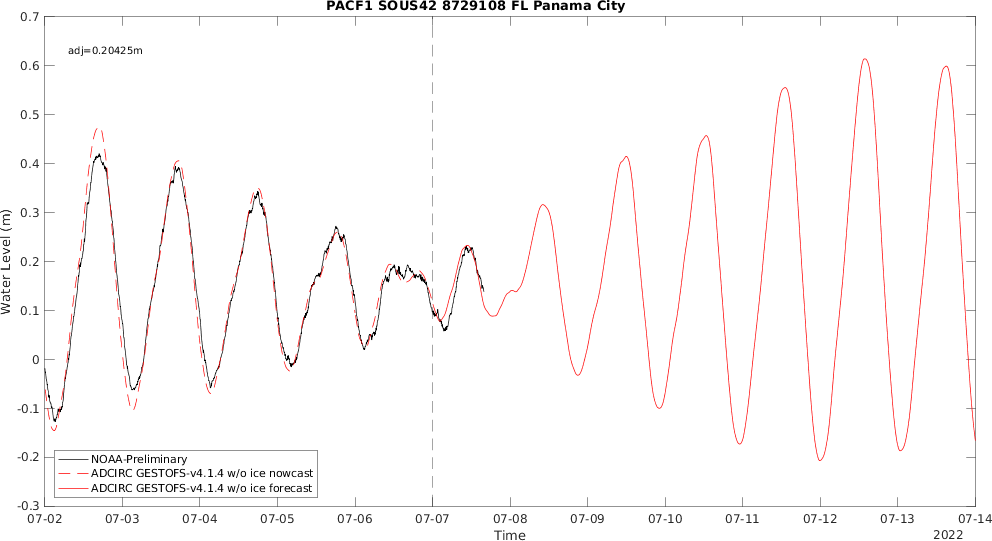 PACF1 SOUS42 8729108 FL Panama City
adj=0.20425m
Water Level (m)
0.7
0.6
0.5
0.4
0.3
0.2
0.1
0
-0.1
-0.2
-0.3
NOAA-Preliminary
ADCIRC GESTOFS-v4.1.4 w/o ice nowcast
ADCIRC GESTOFS-v4.1.4 w/o ice forecast
07-02 07-03 07-04 07-05 07-06 07-07 07-08 07-09 07-10 07-11 07-12 07-13 07-14
Time
2022